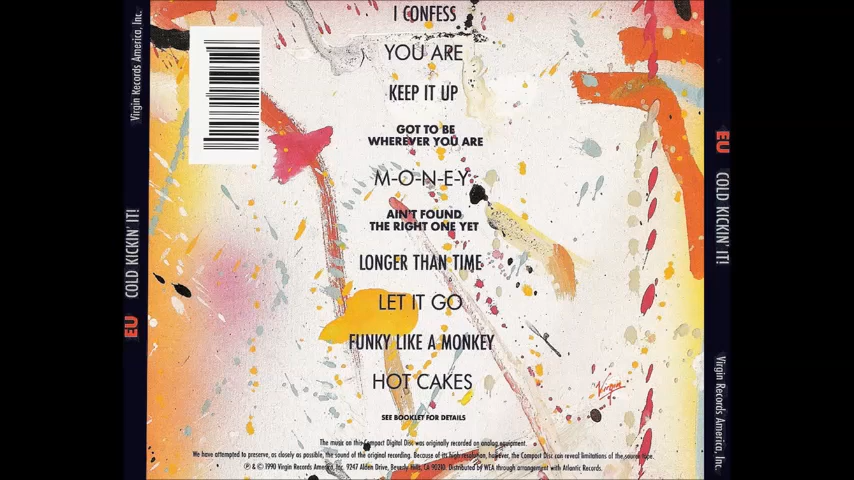 I CONFESS
YOU ARE
KEEP IT UP
GOT TO BE
WHEREVER YOU ARE
M-O-N-E-Y
AIN'T FOUND
THE RIGHT ONE YET
LONGER THAN TIME
LET IT GO
FUNKY LIKE A MONKEY
HOT CAKES
SEE BOOKLET FOR DETAILS
The music on this Compact Digital Disc was originally recorded on analog equipment.
We have attempted to preserve, as closely as possible, the sound of the original recording. Because of its high resolution, however, the Compact Disc can reveal limitations of the source tape.
℗ & © 1990 Virgin Records America, Inc. 9247 Alden Drive, Beverly Hills, CA 90210. Distributed by WEA through arrangement with Atlantic Records.
Virgin
EU COLD KICKIN' IT! Virgin Records America, Inc.
EU COLD KICKIN' IT! Virgin Records America, Inc.